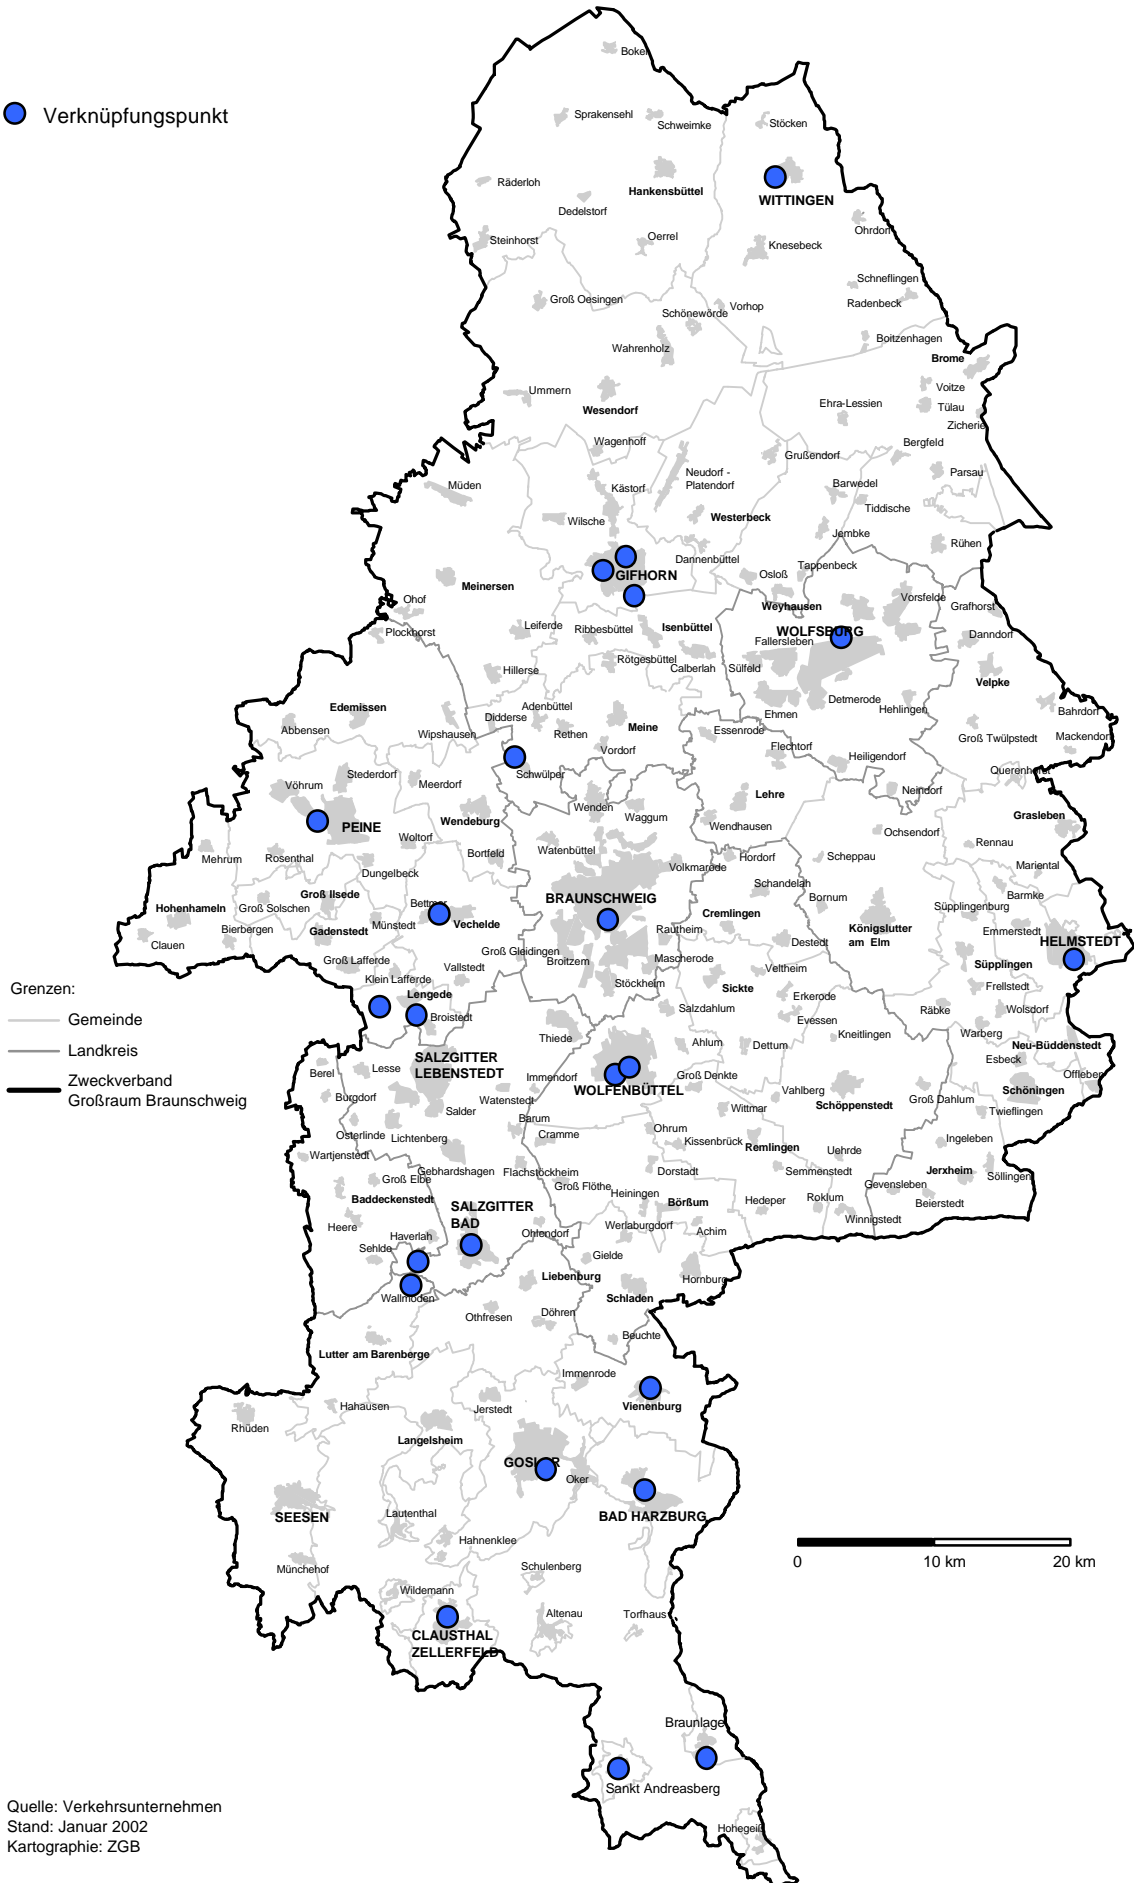 Verknüpfungspunkt
Bokel
Sprakensehl
Schweimke
Stöcken
Räderloh
Hankensbüttel
WITTINGEN
Dedelstorf
Steinhorst
Oerrel
Ohrdorf
Knesebeck
Schneflingen
Groß Oesingen
Schönewörde
Vorhop
Radenbeck
Wahrenholz
Boitzenhagen
Brome
Voitze
Ummern
Wesendorf
Ehra-Lessien
Tülau
Zicherie
Wagenhoff
Bergfeld
Grußendorf
Neudorf -
Platendorf
Parsau
Müden
Kästorf
Barwedel
Tiddische
Wilsche
Westerbeck
Jembke
Rühen
Dannenbüttel
GIFHORN
Osloß
Tappenbeck
Meinersen
Ohof
Weyhausen
Vorsfelde
Grafhorst
Plockhorst
Leiferde
Ribbesbüttel
Isenbüttel
WOLFSBURG
Fallersleben
Danndorf
Rötgesbüttel
Calberlah
Sülfeld
Hillerse
Velpke
Edemissen
Adenbüttel
Detmerode
Hehlingen
Ehmen
Bahrdorf
Abbensen
Wipshausen
Didderse
Rethen
Meine
Essenrode
Vordorf
Flechtorf
Heiligendorf
Groß Twülpstedt
Mackendorf
Stederdorf
Vöhrum
Meerdorf
Schwülper
Querenhorst
Neindorf
Lehre
Wenden
Waggum
Wendeburg
PEINE
Wendhausen
Grasleben
Ochsendorf
Woltorf
Watenbüttel
Rennau
Mehrum
Rosenthal
Bortfeld
Hordorf
Scheppau
Mariental
Dungelbeck
Volkmarode
Schandelah
Barmke
Groß Ilsede
BRAUNSCHWEIG
Bornum
Hohenhameln
Groß Solschen
Bettmar
Süpplingenburg
Cremlingen
Königslutter
am Elm
Münstedt
Vechelde
Rautheim
Emmerstedt
Bierbergen
Gadenstedt
Clauen
Destedt
HELMSTEDT
Groß Gleidingen
Broitzem
Mascherode
Groß Lafferde
Vallstedt
Veltheim
Süpplingen
Klein Lafferde
Stöckheim
Sickte
Frellstedt
Lengede
Erkerode
Grenzen:
Gemeinde
Landkreis
Zweckverband
Großraum Braunschweig
Broistedt
Salzdahlum
Evessen
Räbke
Wolsdorf
Thiede
Kneitlingen
Warberg
Ahlum
Dettum
Neu-Büddenstedt
SALZGITTER
LEBENSTEDT
Esbeck
Berel
Lesse
Immendorf
Groß Denkte
Offleben
WOLFENBÜTTEL
Vahlberg
Schöningen
Burgdorf
Watenstedt
Groß Dahlum
Wittmar
Schöppenstedt
Salder
Barum
Twieflingen
Osterlinde
Lichtenberg
Cramme
Ohrum
Kissenbrück
Remlingen
Uehrde
Ingeleben
Wartjenstedt
Gebhardshagen
Flachstöckheim
Dorstadt
Semmenstedt
Jerxheim
Söllingen
Groß Elbe
Groß Flöthe
Gevensleben
Baddeckenstedt
Heiningen
Börßum
Hedeper
Roklum
Beierstedt
SALZGITTER
BAD
Heere
Werlaburgdorf
Winnigstedt
Haverlah
Ohlendorf
Achim
Sehlde
Gielde
Liebenburg
Hornburg
Wallmoden
Schladen
Othfresen
Döhren
Beuchte
Lutter am Barenberge
Immenrode
Hahausen
Jerstedt
Vienenburg
Rhüden
Langelsheim
GOSLAR
Oker
SEESEN
Lautenthal
BAD HARZBURG
Hahnenklee
0
10 km
20 km
Münchehof
Schulenberg
Wildemann
Altenau
Torfhaus
CLAUSTHAL
ZELLERFELD
Braunlage
Sankt Andreasberg
Hohegeiß
Quelle: Verkehrsunternehmen
Stand: Januar 2002
Kartographie: ZGB